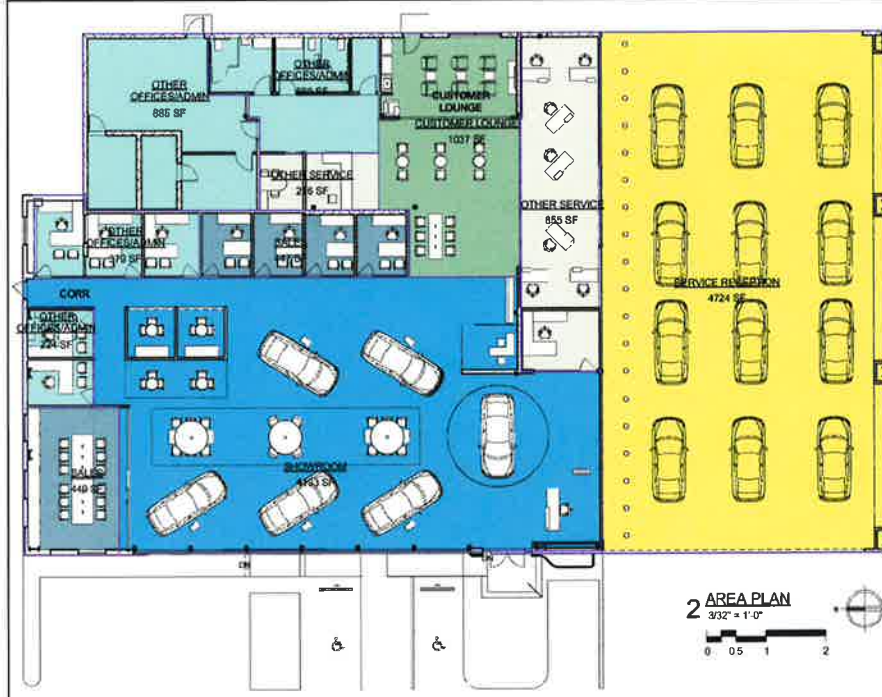 OTHER
OFFICES/ADMIN
885 SF
OTHER
OFFICES/ADMIN
CUSTOMER
LOUNGE
CUSTOMER LOUNGE
1037 SF
OTHER SERVICE
OTHER SERVICE
855 SF
OTHER
OFFICES/ADMIN
SALES
SERVICE RECEPTION
4724 SF
CORR
OTHER
OFFICES/ADMIN
224 SF
SALES
449 SF
SHOWROOM
DN
DN
2 AREA PLAN
3/32" = 1'-0"
0 0.5 1 2